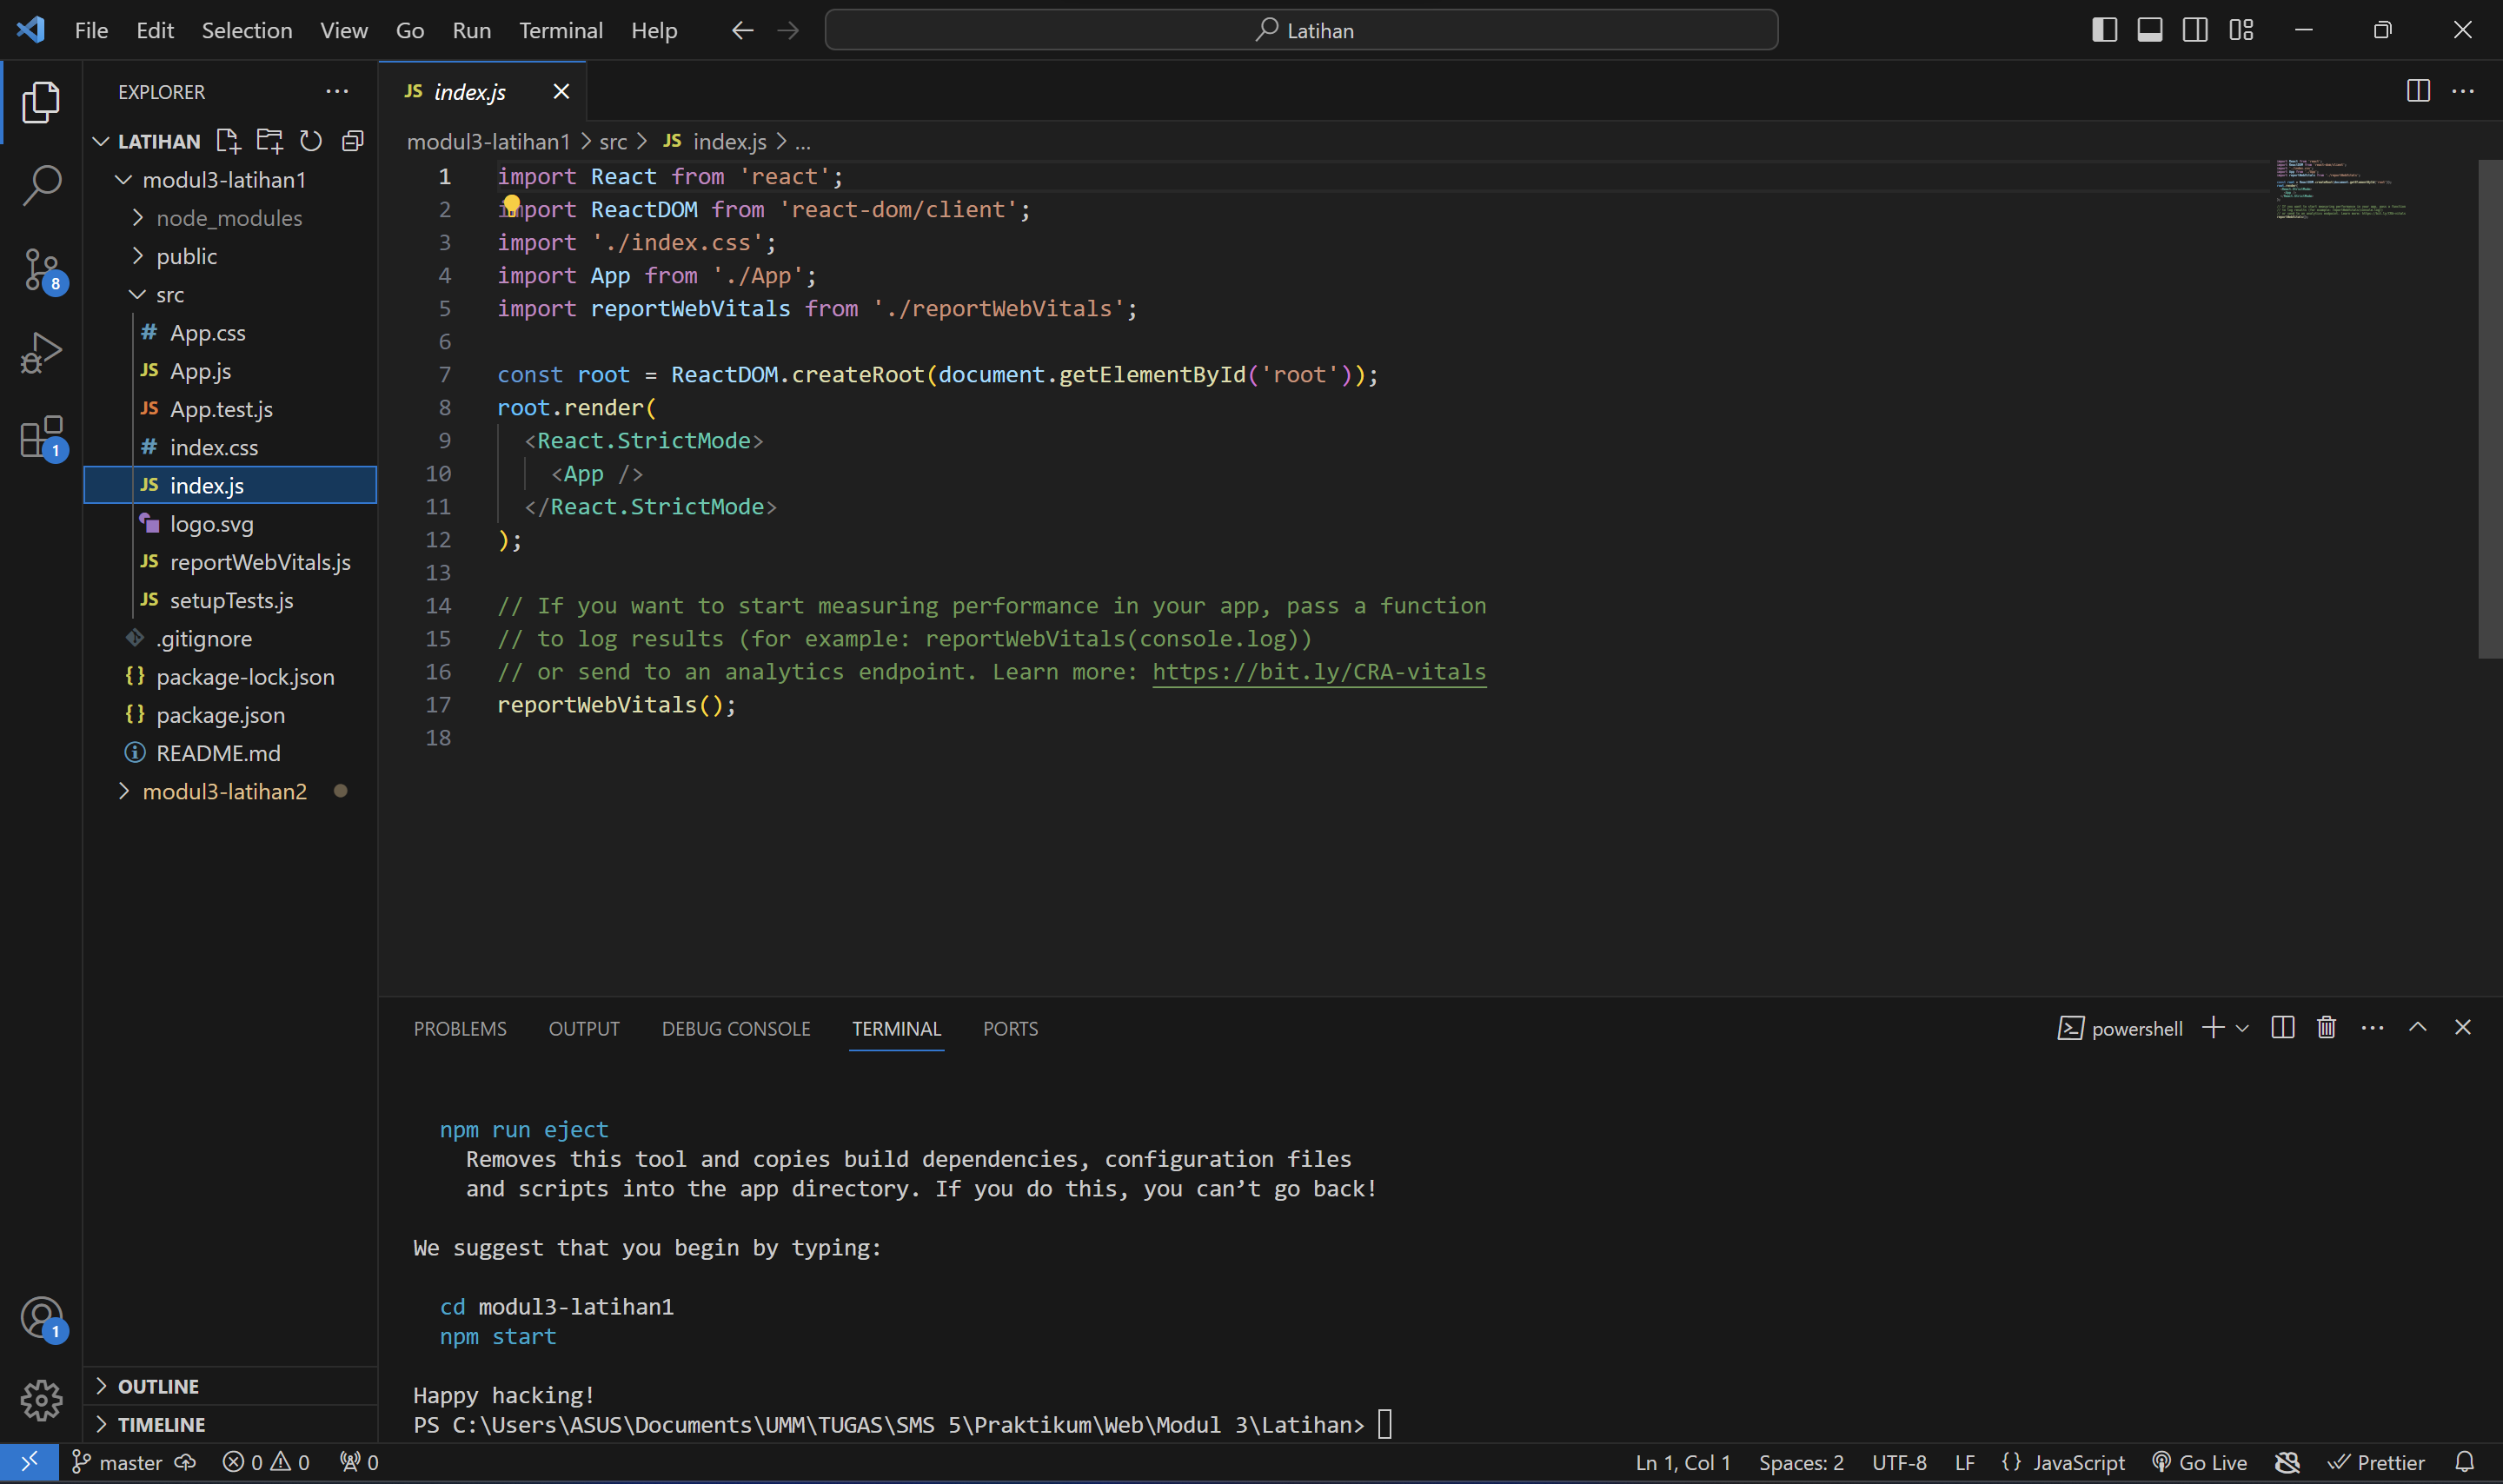 File Edit Selection View Go Run Terminal Help
Latihan
EXPLORER
LATIHAN
modul3-latihan1
node_modules
public
src
App.css
JS App.js
JS App.test.js
index.css
JS index.js
logo.svg
JS reportWebVitals.js
JS setupTests.js
.gitignore
{} package-lock.json
{} package.json
README.md
modul3-latihan2
OUTLINE
TIMELINE
8
1
1
JS index.js
modul3-latihan1 > src > JS index.js > ...
1 import React from 'react';
2 import ReactDOM from 'react-dom/client';
3 import './index.css';
4 import App from './App';
5 import reportWebVitals from './reportWebVitals';
6
7 const root = ReactDOM.createRoot(document.getElementById('root'));
8 root.render(
9 <React.StrictMode>
10 <App />
11 </React.StrictMode>
12 );
13
14 // If you want to start measuring performance in your app, pass a function
15 // to log results (for example: reportWebVitals(console.log))
16 // or send to an analytics endpoint. Learn more: https://bit.ly/CRA-vitals
17 reportWebVitals();
18
PROBLEMS OUTPUT DEBUG CONSOLE TERMINAL PORTS
powershell
npm run eject
Removes this tool and copies build dependencies, configuration files
and scripts into the app directory. If you do this, you can’t go back!
We suggest that you begin by typing:
cd modul3-latihan1
npm start
Happy hacking!
PS C:\Users\ASUS\Documents\UMM\TUGAS\SMS 5\Praktikum\Web\Modul 3\Latihan>
master 0 0 0
Ln 1, Col 1 Spaces: 2 UTF-8 LF {} JavaScript Go Live Prettier